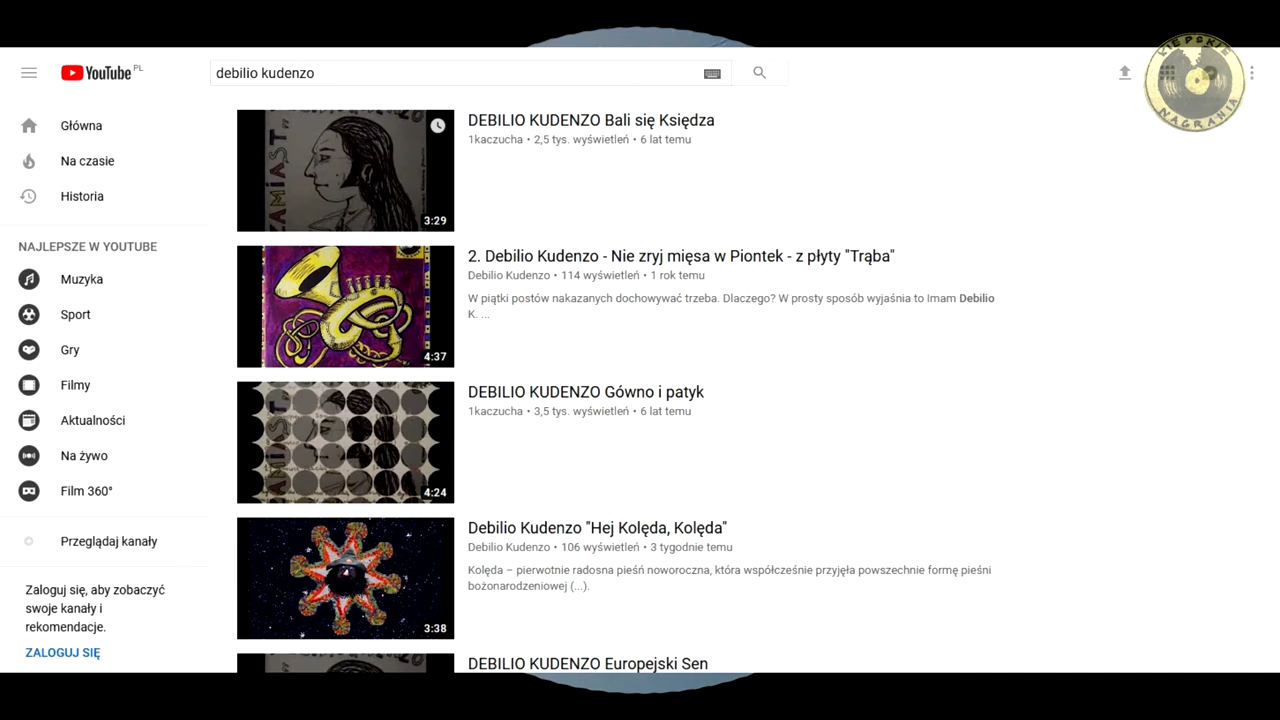 YouTube PL
debilio kudenzo
KIEPSKIE
NAGRANIA
Główna
Na czasie
Historia
NAJLEPSZE W YOUTUBE
Muzyka
Sport
Gry
Filmy
Aktualności
Na żywo
Film 360°
Przeglądaj kanały
Zaloguj się, aby zobaczyć
swoje kanały i
rekomendacje.
ZALOGUJ SIĘ
ZAMIAST
3:29
DEBILIO KUDENZO Bali się Księdza
1kaczucha • 2,5 tys. wyświetleń • 6 lat temu
4:37
2. Debilio Kudenzo - Nie zryj mięsa w Piontek - z płyty "Trąba"
Debilio Kudenzo • 114 wyświetleń • 1 rok temu
W piątki postów nakazanych dochowywać trzeba. Dlaczego? W prosty sposób wyjaśnia to Imam Debilio
K. ...
ZAMIAST
4:24
DEBILIO KUDENZO Gówno i patyk
1kaczucha • 3,5 tys. wyświetleń • 6 lat temu
3:38
Debilio Kudenzo "Hej Kolęda, Kolęda"
Debilio Kudenzo • 106 wyświetleń • 3 tygodnie temu
Kolęda – pierwotnie radosna pieśń noworoczna, która współcześnie przyjęła powszechnie formę pieśni
bożonarodzeniowej (...).
DEBILIO KUDENZO Europejski Sen